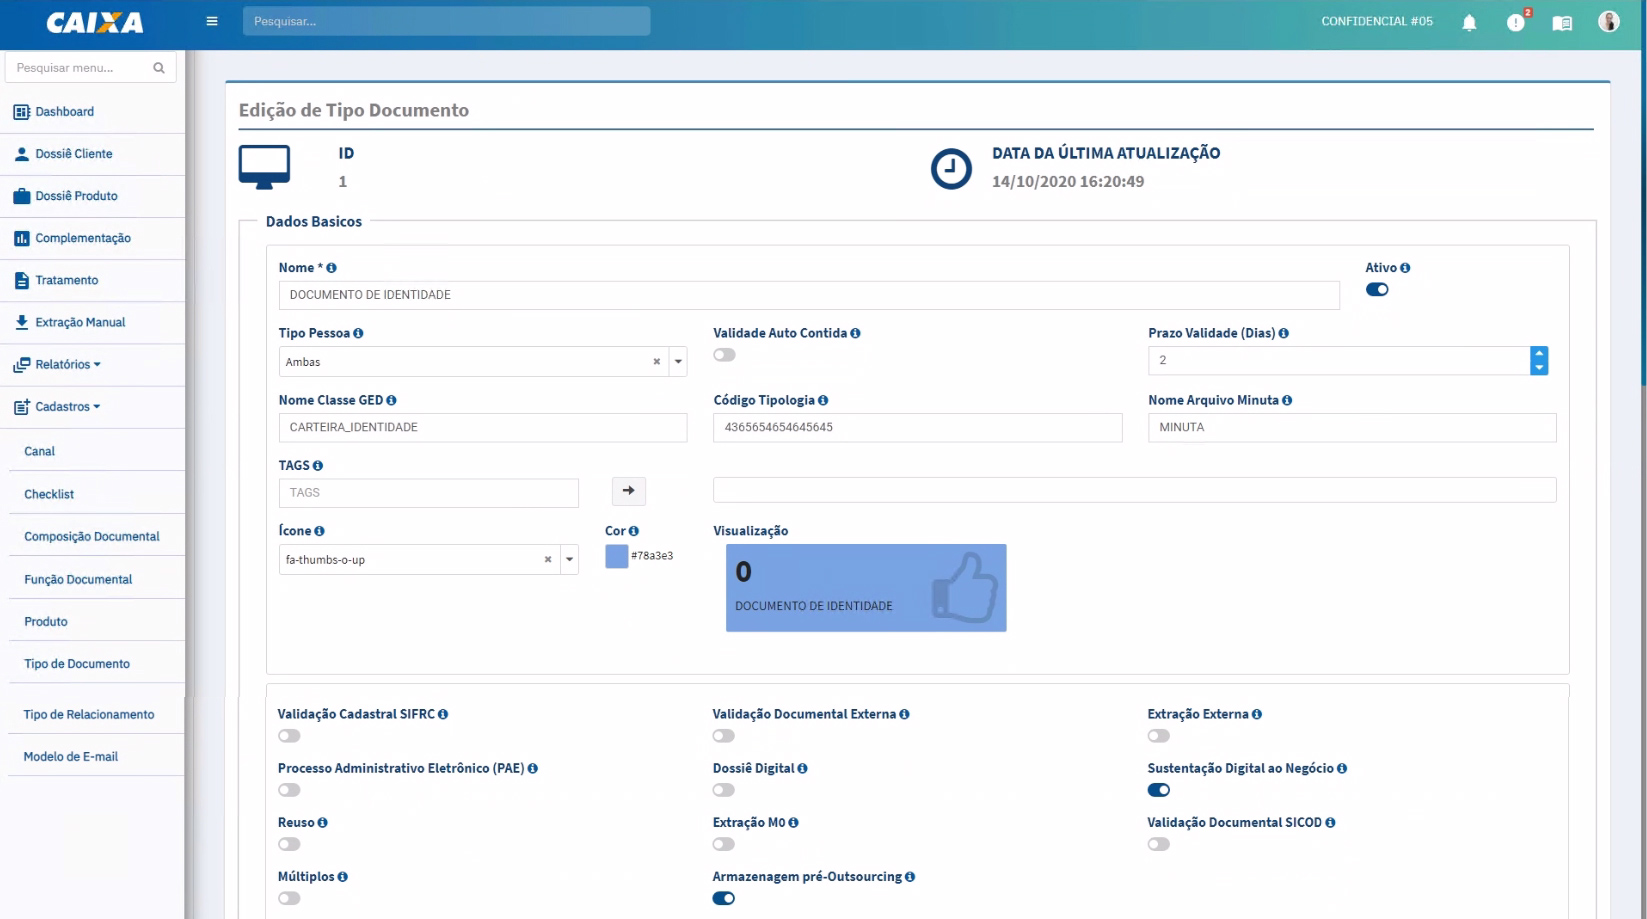 CAIXA
Pesquisar...
CONFIDENCIAL #05
2
Pesquisar menu...
Dashboard
Dossiê Cliente
Dossiê Produto
Complementação
Tratamento
Extração Manual
Relatórios
Cadastros
Canal
Checklist
Composição Documental
Função Documental
Produto
Tipo de Documento
Tipo de Relacionamento
Modelo de E-mail
Edição de Tipo Documento
ID
1
DATA DA ÚLTIMA ATUALIZAÇÃO
14/10/2020 16:20:49
Dados Basicos
Nome *
DOCUMENTO DE IDENTIDADE
Ativo
Tipo Pessoa
Ambas
Validade Auto Contida
Prazo Validade (Dias)
2
Nome Classe GED
CARTEIRA_IDENTIDADE
Código Tipologia
4365654654645645
Nome Arquivo Minuta
MINUTA
TAGS
TAGS
Ícone
fa-thumbs-o-up
Cor
#78a3e3
Visualização
0
DOCUMENTO DE IDENTIDADE
Validação Cadastral SIFRC
Validação Documental Externa
Extração Externa
Processo Administrativo Eletrônico (PAE)
Dossiê Digital
Sustentação Digital ao Negócio
Reuso
Extração M0
Validação Documental SICOD
Múltiplos
Armazenagem pré-Outsourcing